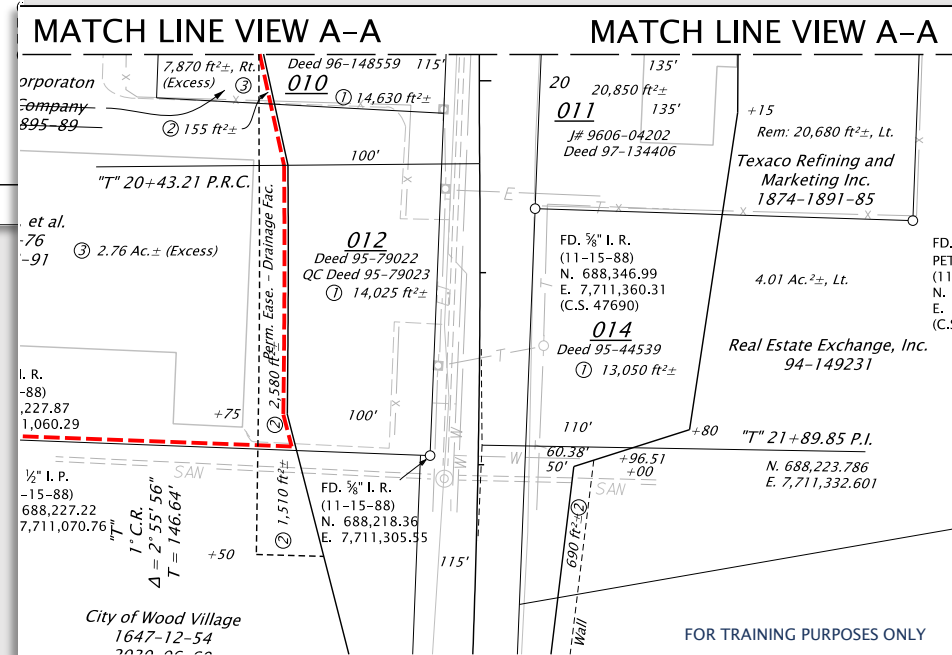 MATCH LINE VIEW A-A
MATCH LINE VIEW A-A
orporaton
Company
895-89
7,870 ft²±, Rt.
(Excess) ③
② 155 ft²±
Deed 96-148559
115'
010
① 14,630 ft²±
100'
"T" 20+43.21 P.R.C.
et al.
-76
-91
③ 2.76 Ac.± (Excess)
Perm. Ease. - Drainage Fac.
② 2,580 ft²±
012
Deed 95-79022
QC Deed 95-79023
① 14,025 ft²±
I. R.
-88)
,227.87
1,060.29
+75
100'
½" I. P.
-15-88)
688,227.22
7,711,070.76
SAN
"T"
1° C.R.
Δ = 2° 55' 56"
T = 146.64'
② 1,510 ft²±
+50
FD. ⅝" I. R.
(11-15-88)
N. 688,218.36
E. 7,711,305.55
115'
City of Wood Village
1647-12-54
135'
20
20,850 ft²±
011
135'
J# 9606-04202
Deed 97-134406
+15
Rem: 20,680 ft²±, Lt.
Texaco Refining and
Marketing Inc.
1874-1891-85
E
T
x
FD. ⅝" I. R.
(11-15-88)
N. 688,346.99
E. 7,711,360.31
(C.S. 47690)
FD.
PET
(11
N.
E.
(C.S
4.01 Ac.²±, Lt.
T
T
014
Deed 95-44539
① 13,050 ft²±
Real Estate Exchange, Inc.
94-149231
110'
+80
"T" 21+89.85 P.I.
W
W
W
60.38'
50'
+96.51
+00
SAN
N. 688,223.786
E. 7,711,332.601
690 ft²± ②
Wall
FOR TRAINING PURPOSES ONLY